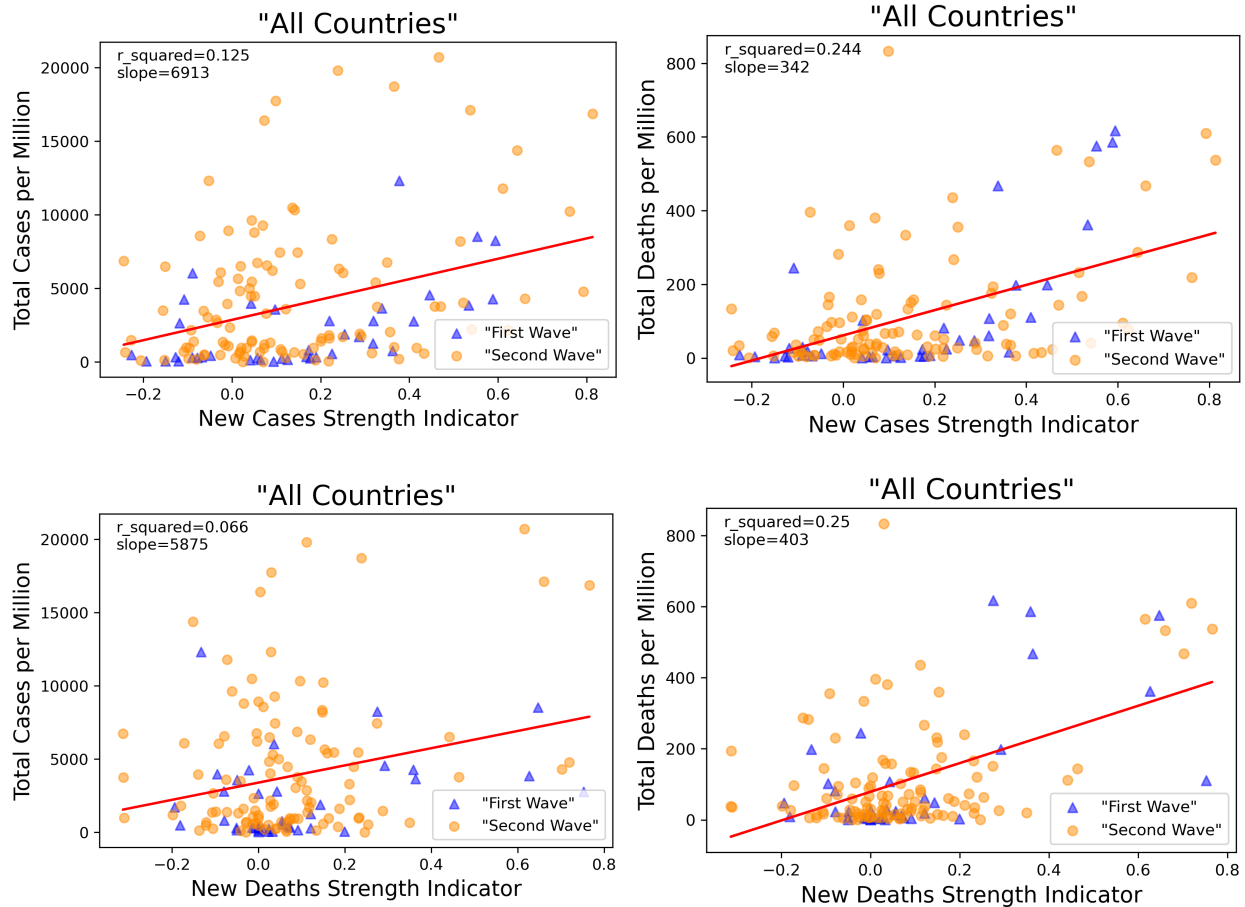 "All Countries"
r_squared=0.125
slope=6913
20000
15000
10000
5000
0
Total Cases per Million
"First Wave"
"Second Wave"
−0.2 0.0 0.2 0.4 0.6 0.8
New Cases Strength Indicator
"All Countries"
r_squared=0.244
slope=342
800
600
400
200
0
Total Deaths per Million
"First Wave"
"Second Wave"
−0.2 0.0 0.2 0.4 0.6 0.8
New Cases Strength Indicator
"All Countries"
r_squared=0.066
slope=5875
20000
15000
10000
5000
0
Total Cases per Million
"First Wave"
"Second Wave"
−0.2 0.0 0.2 0.4 0.6 0.8
New Deaths Strength Indicator
"All Countries"
r_squared=0.25
slope=403
800
600
400
200
0
Total Deaths per Million
"First Wave"
"Second Wave"
−0.2 0.0 0.2 0.4 0.6 0.8
New Deaths Strength Indicator